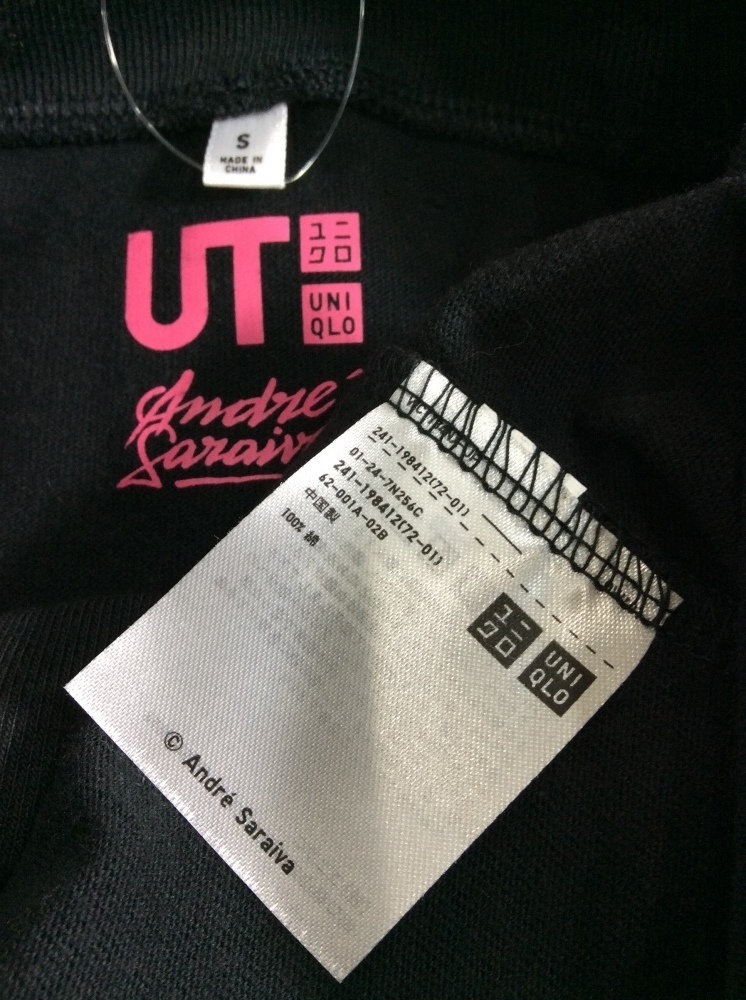 S
MADE IN
CHINA
UT
ユニ
クロ
UNI
QLO
André
Saraiv
241-198412(72-01)
01-24-7N256C
241-198412(72-01)
62-001A-02B
中国製
100% 綿
ユニ
クロ
UNI
QLO
© André Saraiva